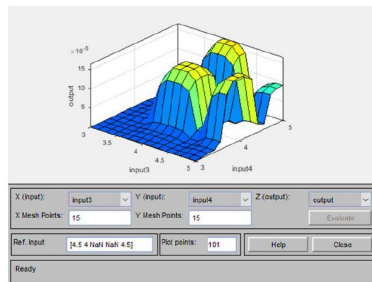 ×10⁻⁵
15
10
5
output
3
3.5
4
4.5
5
input3
3
4
5
input4
X (input): input3 Y (input): input4 Z (output): output
X Mesh Points: 15 Y Mesh Points: 15 Evaluate
Ref. Input [4.5 4 NaN NaN 4.5] Plot points: 101 Help Close
Ready